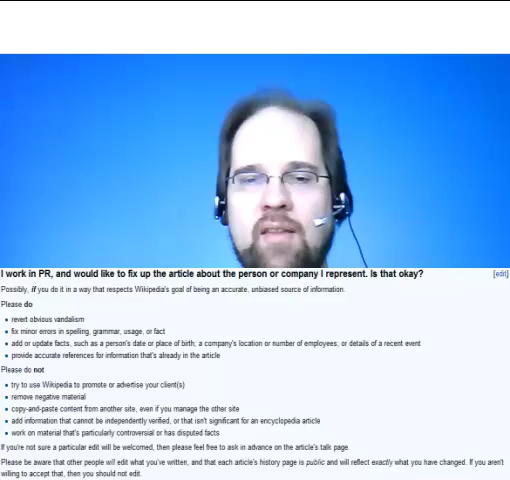 I work in PR, and would like to fix up the article about the person or company I represent. Is that okay?
[edit]
Possibly, if you do it in a way that respects Wikipedia's goal of being an accurate, unbiased source of information.
Please do
revert obvious vandalism
fix minor errors in spelling, grammar, usage, or fact
add or update facts, such as a person's date or place of birth; a company's location or number of employees; or details of a recent event
provide accurate references for information that's already in the article
Please do not
try to use Wikipedia to promote or advertise your client(s)
remove negative material
copy-and-paste content from another site, even if you manage the other site
add information that cannot be independently verified, or that isn't significant for an encyclopedia article
work on material that's particularly controversial or has disputed facts
If you're not sure a particular edit will be welcomed, then please feel free to ask in advance on the article's talk page.
Please be aware that other people will edit what you've written, and that each article's history page is public and will reflect exactly what you have changed. If you aren't
willing to accept that, then you should not edit.